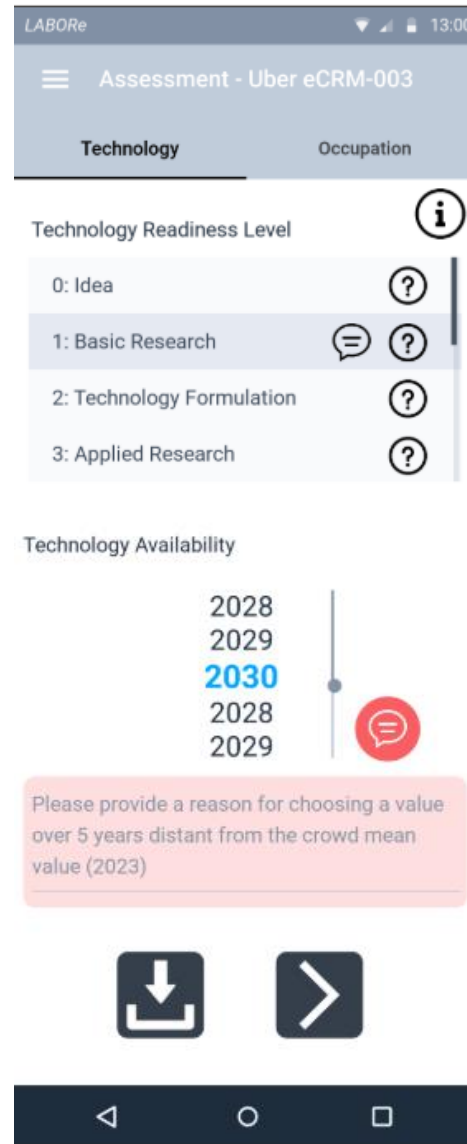 LABORe 13:00
Assessment - Uber eCRM-003
Technology Occupation
Technology Readiness Level
0: Idea
1: Basic Research
2: Technology Formulation
3: Applied Research
Technology Availability
2028
2029
2030
2028
2029
Please provide a reason for choosing a value
over 5 years distant from the crowd mean
value (2023)